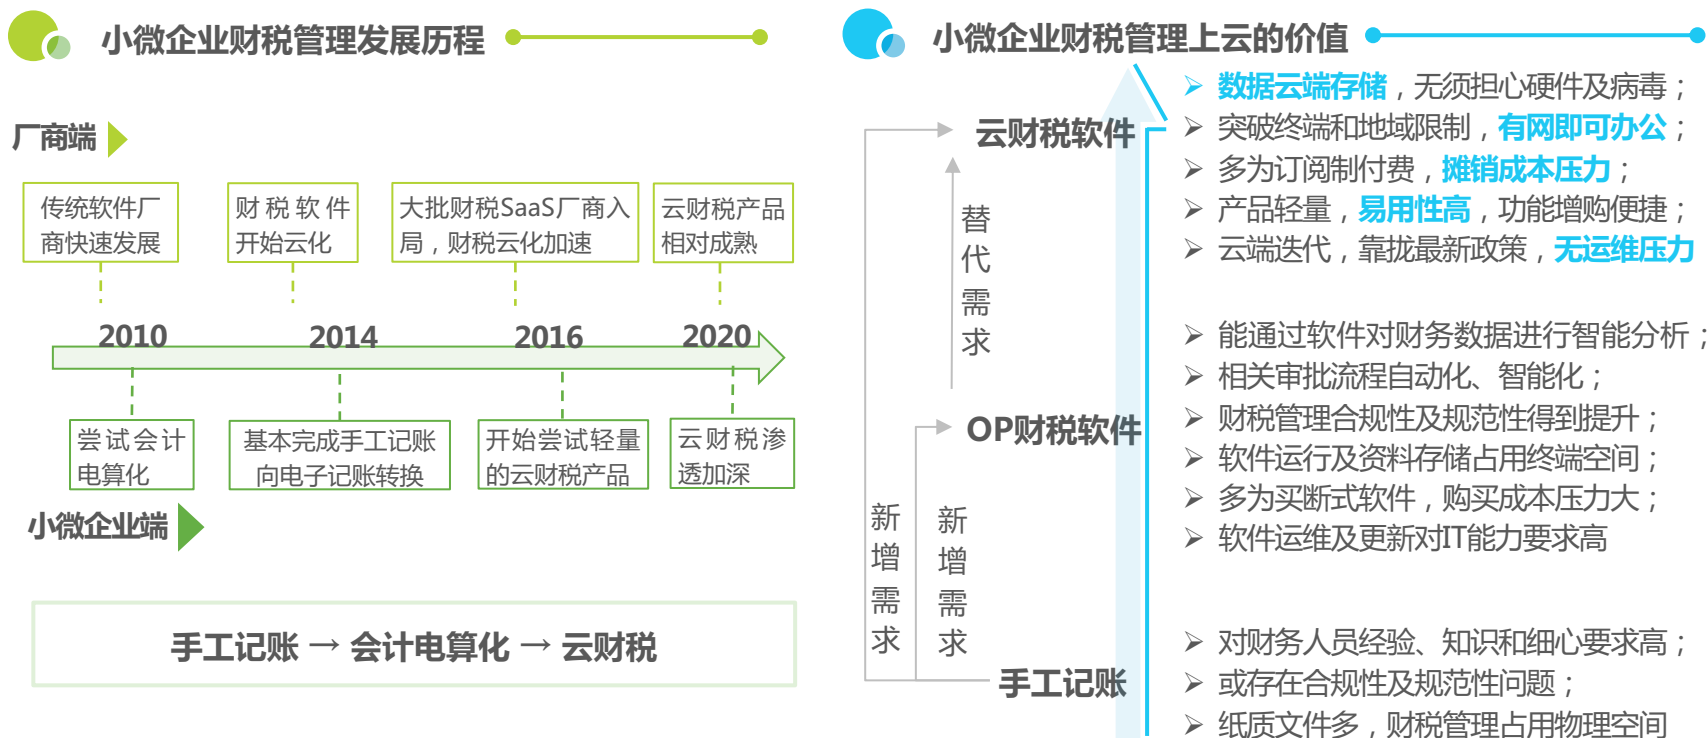 小微企业财税管理发展历程
厂商端
传统软件厂
商快速发展
财税软件
开始云化
大批财税SaaS厂商入
局，财税云化加速
云财税产品
相对成熟
2010
2014
2016
2020
尝试会计
电算化
基本完成手工记账
向电子记账转换
开始尝试轻量
的云财税产品
云财税渗
透加深
小微企业端
手工记账 → 会计电算化 → 云财税
小微企业财税管理上云的价值
云财税软件
替代需求
OP财税软件
新增需求
新增需求
手工记账
➢ 数据云端存储，无须担心硬件及病毒；
➢ 突破终端和地域限制，有网即可办公；
➢ 多为订阅制付费，摊销成本压力；
➢ 产品轻量，易用性高，功能增购便捷；
➢ 云端迭代，靠拢最新政策，无运维压力
➢ 能通过软件对财务数据进行智能分析；
➢ 相关审批流程自动化、智能化；
➢ 财税管理合规性及规范性得到提升；
➢ 软件运行及资料存储占用终端空间；
➢ 多为买断式软件，购买成本压力大；
➢ 软件运维及更新对IT能力要求高
➢ 对财务人员经验、知识和细心要求高；
➢ 或存在合规性及规范性问题；
➢ 纸质文件多，财税管理占用物理空间